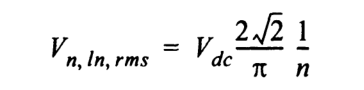 V_{n, ln, rms} = V_{dc} \frac{2\sqrt{2}}{\pi} \frac{1}{n}